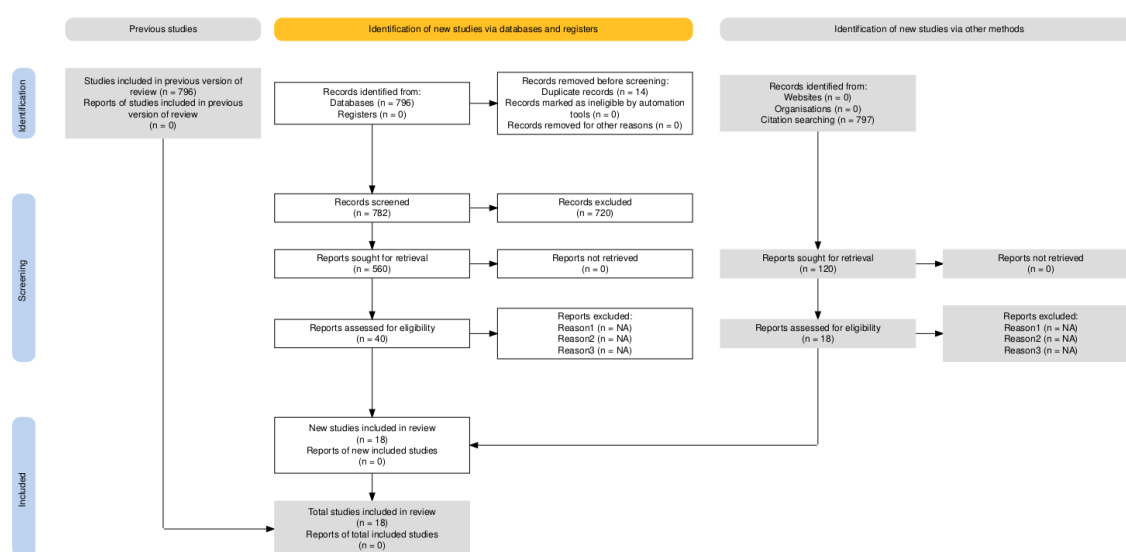 Previous studies
Identification of new studies via databases and registers
Identification of new studies via other methods
Identification
Studies included in previous version of
review (n = 796)
Reports of studies included in previous
version of review
(n = 0)
Records identified from:
Databases (n = 796)
Registers (n = 0)
Records removed before screening:
Duplicate records (n = 14)
Records marked as ineligible by automation
tools (n = 0)
Records removed for other reasons (n = 0)
Records identified from:
Websites (n = 0)
Organisations (n = 0)
Citation searching (n = 797)
Screening
Records screened
(n = 782)
Records excluded
(n = 720)
Reports sought for retrieval
(n = 560)
Reports not retrieved
(n = 0)
Reports sought for retrieval
(n = 120)
Reports not retrieved
(n = 0)
Reports assessed for eligibility
(n = 40)
Reports excluded:
Reason1 (n = NA)
Reason2 (n = NA)
Reason3 (n = NA)
Reports assessed for eligibility
(n = 18)
Reports excluded:
Reason1 (n = NA)
Reason2 (n = NA)
Reason3 (n = NA)
Included
New studies included in review
(n = 18)
Reports of new included studies
(n = 0)
Total studies included in review
(n = 18)
Reports of total included studies
(n = 0)